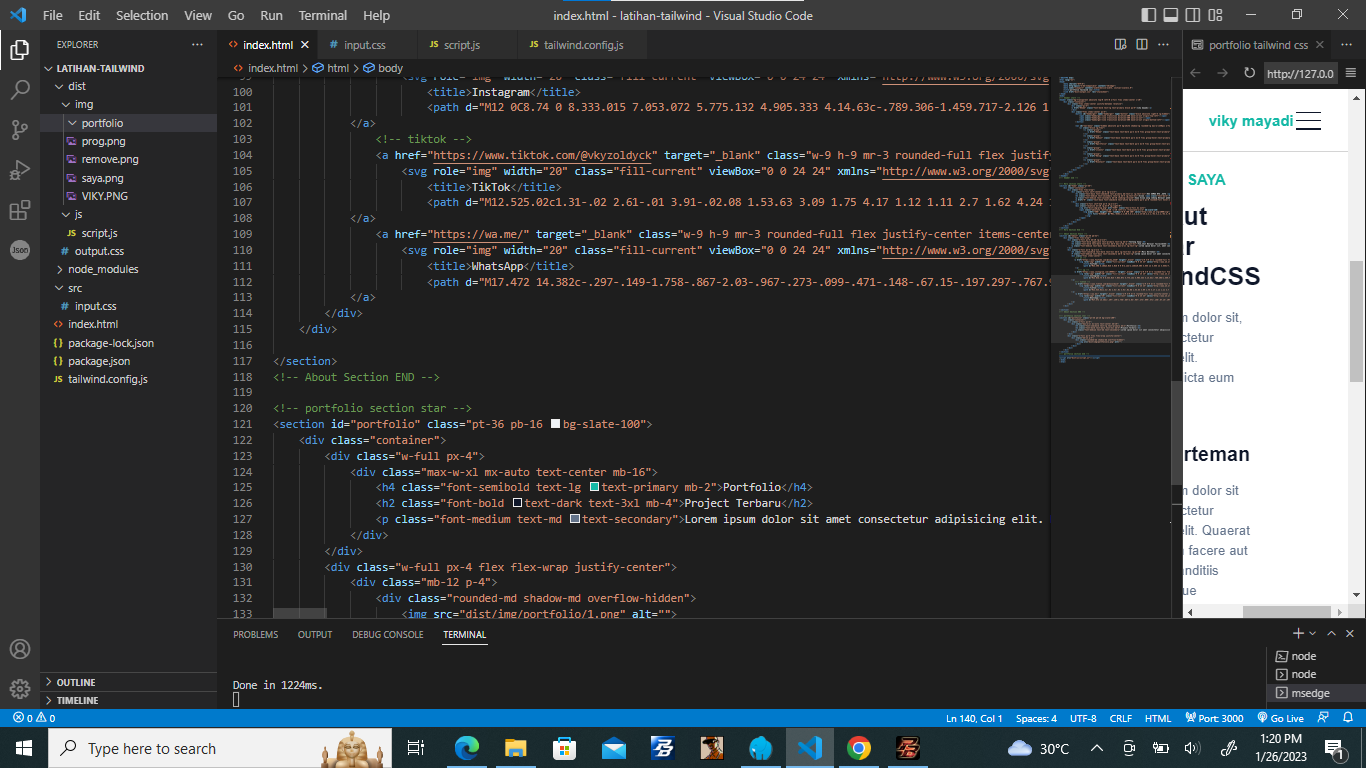 File Edit Selection View Go Run Terminal Help
index.html - latihan-tailwind - Visual Studio Code
EXPLORER
LATIHAN-TAILWIND
dist
img
portfolio
prog.png
remove.png
saya.png
VIKY.PNG
js
JS script.js
# output.css
node_modules
src
# input.css
<> index.html
{ } package-lock.json
{ } package.json
JS tailwind.config.js
OUTLINE
TIMELINE
Json
<> index.html
# input.css
JS script.js
JS tailwind.config.js
<> index.html > html > body
99 <svg role="img" width="20" class="fill-current" viewBox="0 0 24 24" xmlns="http://www.w3.org/2000/svg
100 <title>Instagram</title>
101 <path d="M12 0C8.74 0 8.333.015 7.053.072 5.775.132 4.905.333 4.14.63c-.789.306-1.459.717-2.126 1
102 </a>
103 <!-- tiktok -->
104 <a href="https://www.tiktok.com/@vkyzoldyck" target="_blank" class="w-9 h-9 mr-3 rounded-full flex justify
105 <svg role="img" width="20" class="fill-current" viewBox="0 0 24 24" xmlns="http://www.w3.org/2000/svg
106 <title>TikTok</title>
107 <path d="M12.525.02c1.31-.02 2.61-.01 3.91-.02.08 1.53.63 3.09 1.75 4.17 1.12 1.11 2.7 1.62 4.24
108 </a>
109 <a href="https://wa.me/" target="_blank" class="w-9 h-9 mr-3 rounded-full flex justify-center items-center
110 <svg role="img" width="20" class="fill-current" viewBox="0 0 24 24" xmlns="http://www.w3.org/2000/svg
111 <title>WhatsApp</title>
112 <path d="M17.472 14.382c-.297-.149-1.758-.867-2.03-.967-.273-.099-.471-.148-.67.15-.197.297-.767.9
113 </a>
114 </div>
115 </div>
116
117 </section>
118 <!-- About Section END -->
119
120 <!-- portfolio section star -->
121 <section id="portfolio" class="pt-36 pb-16 bg-slate-100">
122 <div class="container">
123 <div class="w-full px-4">
124 <div class="max-w-xl mx-auto text-center mb-16">
125 <h4 class="font-semibold text-lg text-primary mb-2">Portfolio</h4>
126 <h2 class="font-bold text-dark text-3xl mb-4">Project Terbaru</h2>
127 <p class="font-medium text-md text-secondary">Lorem ipsum dolor sit amet consectetur adipisicing elit.
128 </div>
129 </div>
130 <div class="w-full px-4 flex flex-wrap justify-center">
131 <div class="mb-12 p-4">
132 <div class="rounded-md shadow-md overflow-hidden">
133 <img src="dist/img/portfolio/1.png" alt="">
portfolio tailwind css
http://127.0.0
viky mayadi
SAYA
ut
r
ndCSS
m dolor sit,
ctetur
elit.
icta eum
rteman
m dolor sit
ctetur
elit. Quaerat
facere aut
anditiis
ue
PROBLEMS OUTPUT DEBUG CONSOLE TERMINAL
Done in 1224ms.
node
node
msedge
0 0
Ln 140, Col 1 Spaces: 4 UTF-8 CRLF HTML Port: 3000 Go Live
Type here to search
30°C
1:20 PM
1/26/2023
1